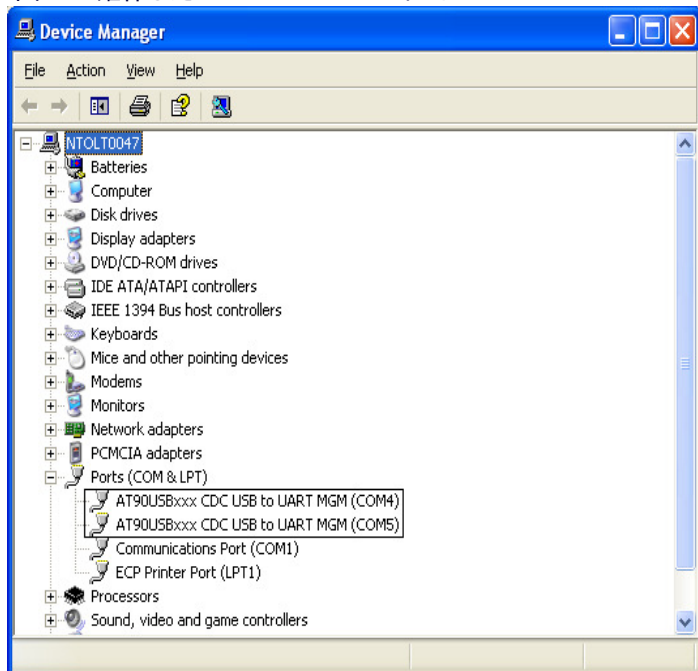 Device Manager
File Action View Help
NTOLT0047
Batteries
Computer
Disk drives
Display adapters
DVD/CD-ROM drives
IDE ATA/ATAPI controllers
IEEE 1394 Bus host controllers
Keyboards
Mice and other pointing devices
Modems
Monitors
Network adapters
PCMCIA adapters
Ports (COM & LPT)
AT90USBxxx CDC USB to UART MGM (COM4)
AT90USBxxx CDC USB to UART MGM (COM5)
Communications Port (COM1)
ECP Printer Port (LPT1)
Processors
Sound, video and game controllers